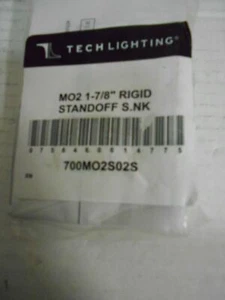 TECH LIGHTING®
MO2 1-7/8" RIGID
STANDOFF S.NK
700MO2S02S